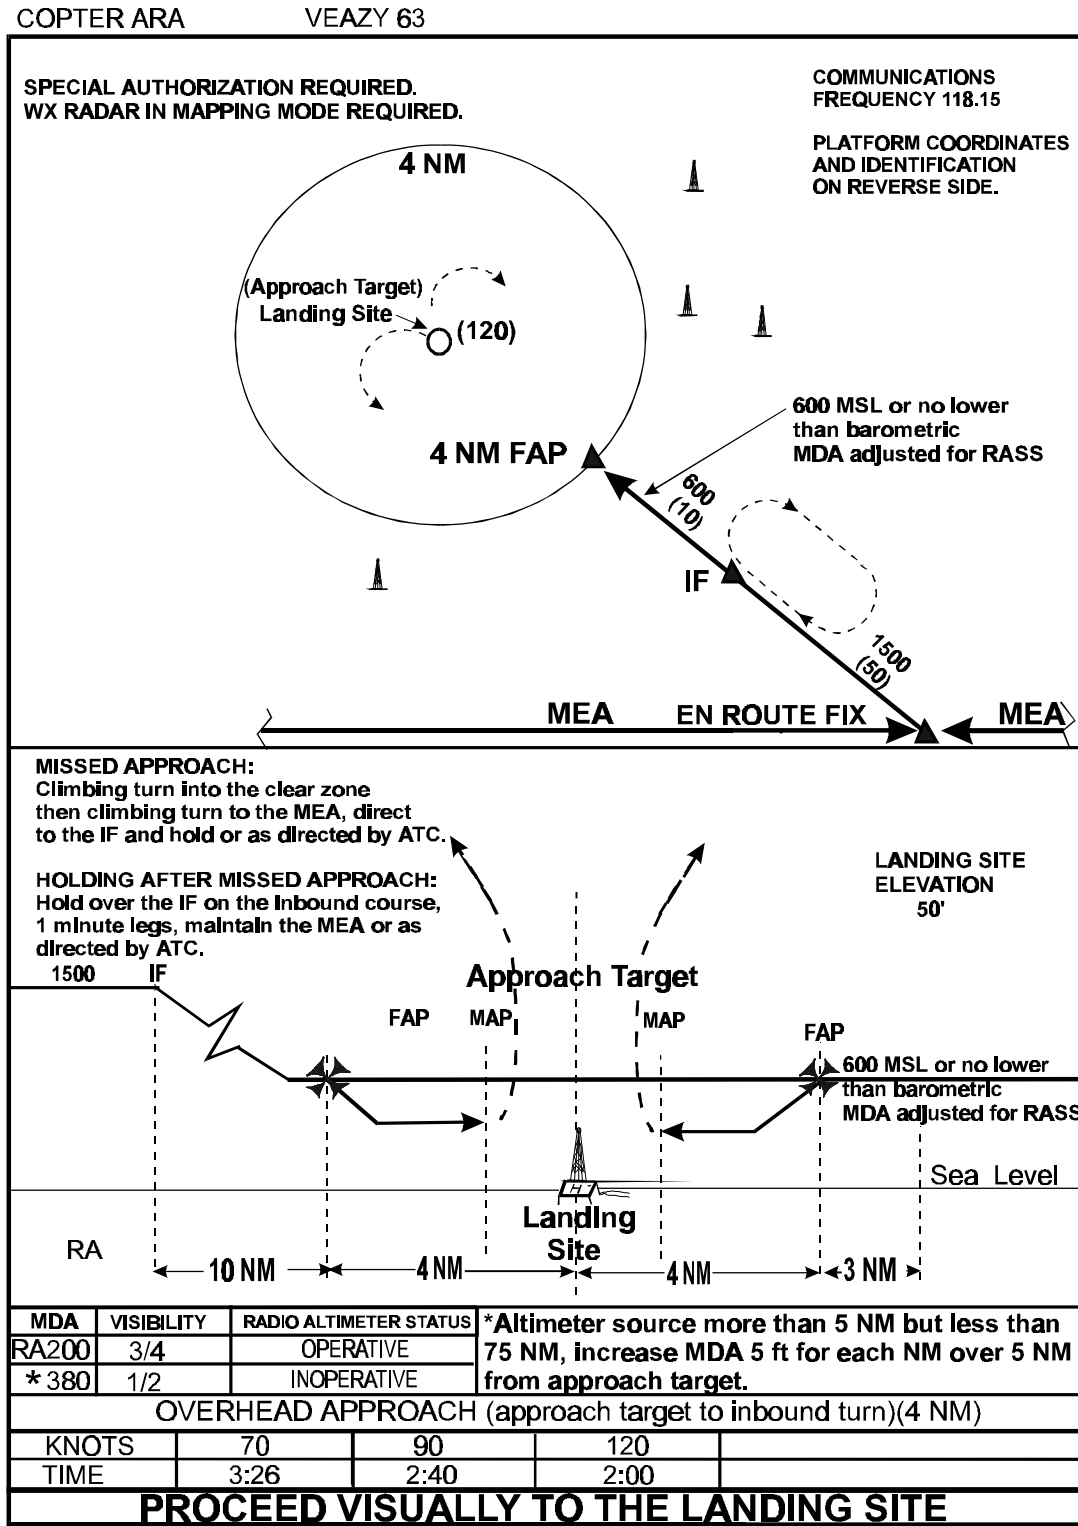 COPTER ARA VEAZY 63
SPECIAL AUTHORIZATION REQUIRED.
WX RADAR IN MAPPING MODE REQUIRED.
COMMUNICATIONS
FREQUENCY 118.15
PLATFORM COORDINATES
AND IDENTIFICATION
ON REVERSE SIDE.
4 NM
(Approach Target)
Landing Site
(120)
600 MSL or no lower
than barometric
MDA adjusted for RASS
4 NM FAP
600
(10)
IF
1500
(50)
MEA EN ROUTE FIX MEA
MISSED APPROACH:
Climbing turn into the clear zone
then climbing turn to the MEA, direct
to the IF and hold or as directed by ATC.
HOLDING AFTER MISSED APPROACH:
Hold over the IF on the inbound course,
1 minute legs, maintain the MEA or as
directed by ATC.
LANDING SITE
ELEVATION
50'
1500 IF
Approach Target
FAP MAP MAP FAP
600 MSL or no lower
than barometric
MDA adjusted for RASS
H
Sea Level
Landing
Site
RA
10 NM 4 NM 4 NM 3 NM
MDA VISIBILITY RADIO ALTIMETER STATUS
RA200 3/4 OPERATIVE
*380 1/2 INOPERATIVE
*Altimeter source more than 5 NM but less than
75 NM, increase MDA 5 ft for each NM over 5 NM
from approach target.
OVERHEAD APPROACH (approach target to inbound turn)(4 NM)
KNOTS 70 90 120
TIME 3:26 2:40 2:00
PROCEED VISUALLY TO THE LANDING SITE